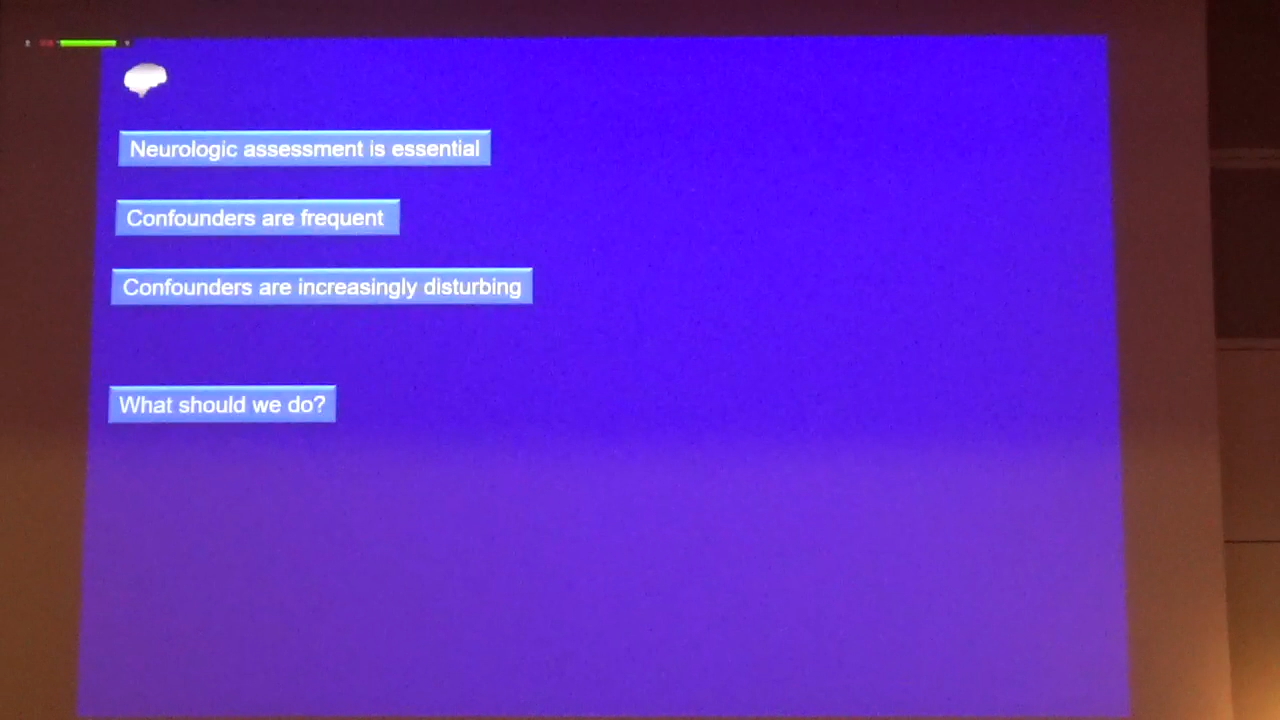 Neurologic assessment is essential
Confounders are frequent
Confounders are increasingly disturbing
What should we do?